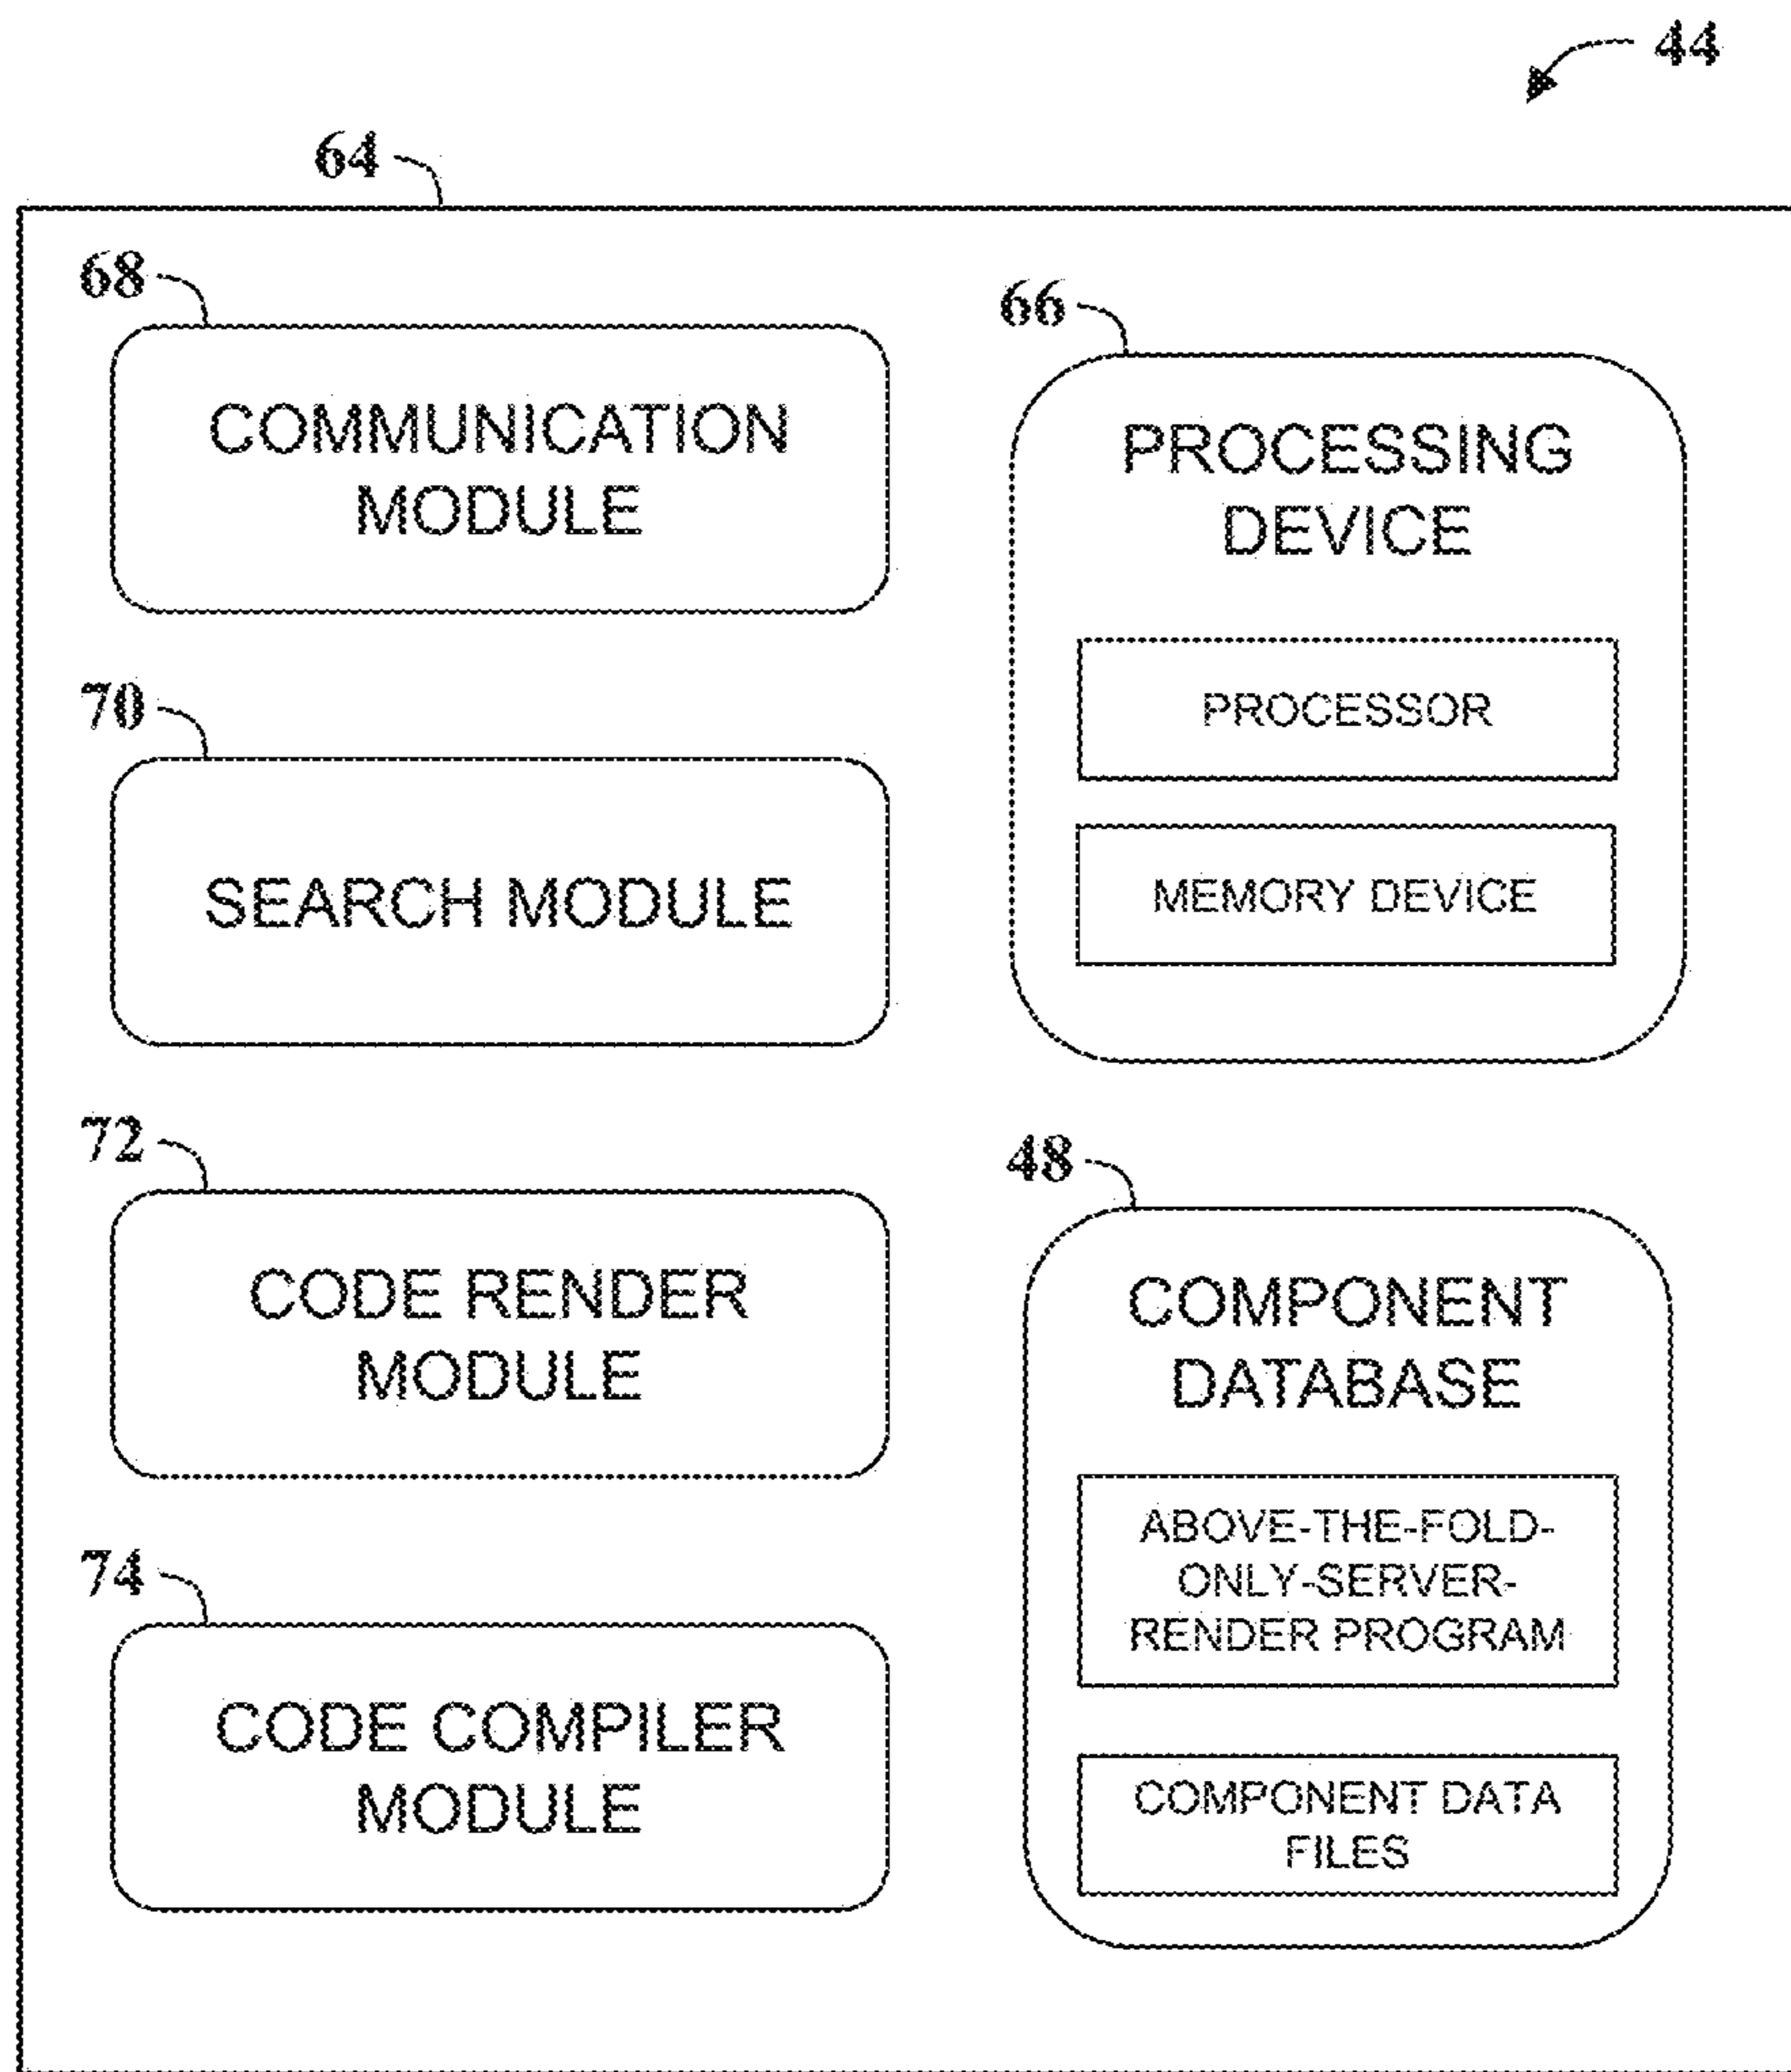 44
64
68
COMMUNICATION
MODULE
70
SEARCH MODULE
72
CODE RENDER
MODULE
74
CODE COMPILER
MODULE
66
PROCESSING
DEVICE
PROCESSOR
MEMORY DEVICE
48
COMPONENT
DATABASE
ABOVE-THE-FOLD-
ONLY-SERVER-
RENDER PROGRAM
COMPONENT DATA
FILES